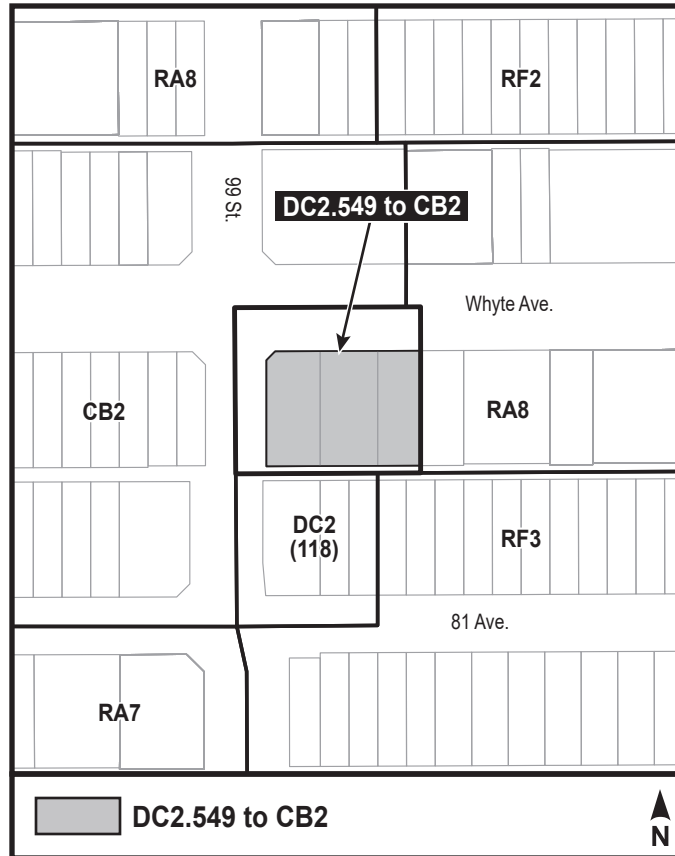 RA8
RF2
99 St.
DC2.549 to CB2
Whyte Ave.
CB2
RA8
DC2
(118)
RF3
81 Ave.
RA7
DC2.549 to CB2
N